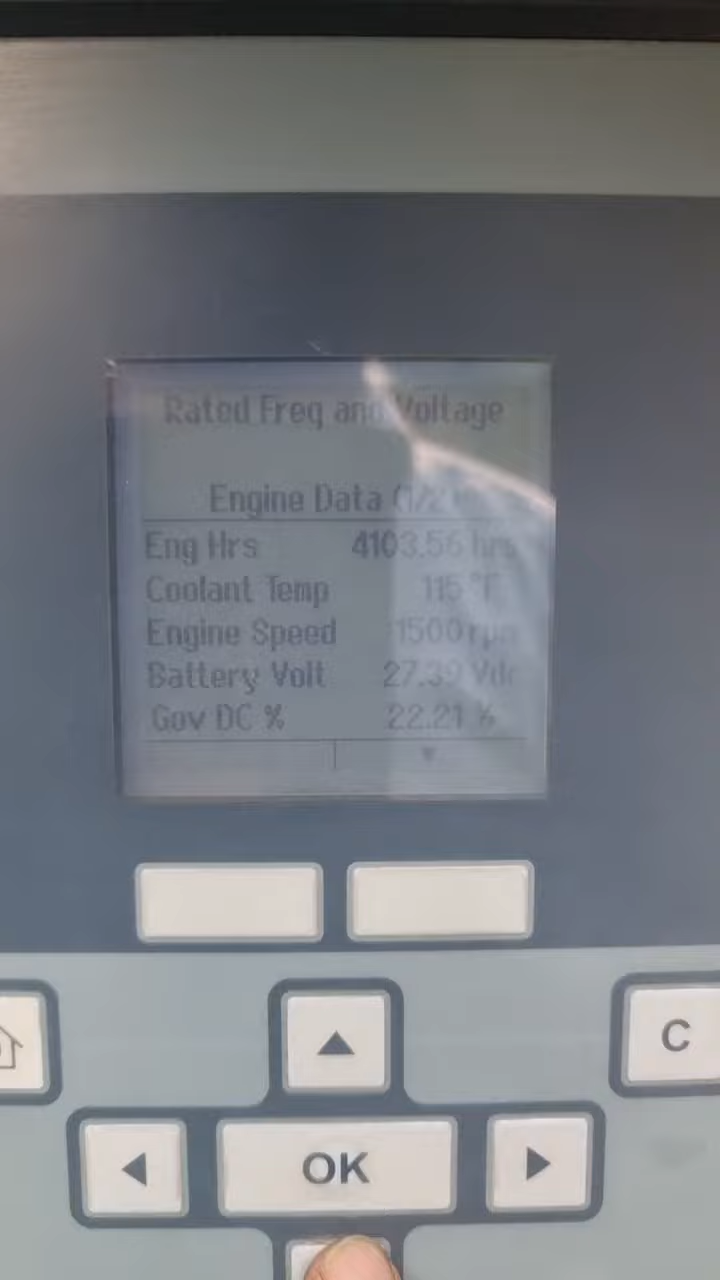 Rated Freq and Voltage
Engine Data (1/2)
Eng Hrs 4103.56 hrs
Coolant Temp 115 °F
Engine Speed 1500 rpm
Battery Volt 27.39 Vdc
Gov DC % 22.21 %
C
OK